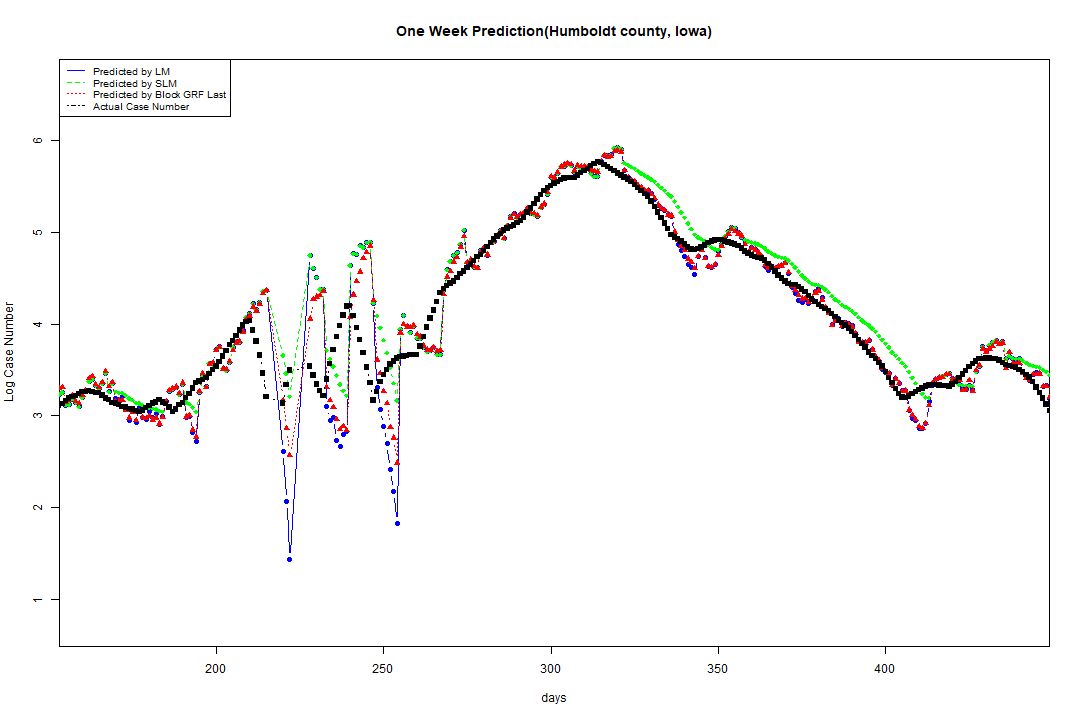 One Week Prediction(Humboldt county, Iowa)
Predicted by LM
Predicted by SLM
Predicted by Block GRF Last
Actual Case Number
Log Case Number
6
5
4
3
2
1
200 250 300 350 400
days